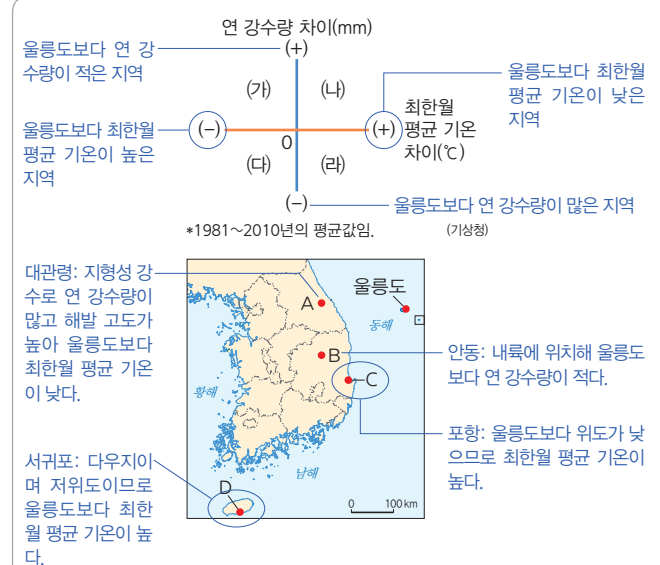 연 강수량 차이(mm)
울릉도보다 연 강
수량이 적은 지역
(+)
(가)
(나)
울릉도보다 최한월
평균 기온이 낮은
지역
울릉도보다 최한월
평균 기온이 높은
지역
(-)
0
(+)
최한월
평균 기온
차이(℃)
(다)
(라)
(-)
울릉도보다 연 강수량이 많은 지역
*1981~2010년의 평균값임.
(기상청)
대관령: 지형성 강
수로 연 강수량이
많고 해발 고도가
높아 울릉도보다
최한월 평균 기온
이 낮다.
울릉도
A
동해
B
안동: 내륙에 위치해 울릉도
보다 연 강수량이 적다.
C
황해
포항: 울릉도보다 위도가 낮
으므로 최한월 평균 기온이
높다.
서귀포: 다우지이
며 저위도이므로
울릉도보다 최한
월 평균 기온이 높
다.
남해
D
0 100km